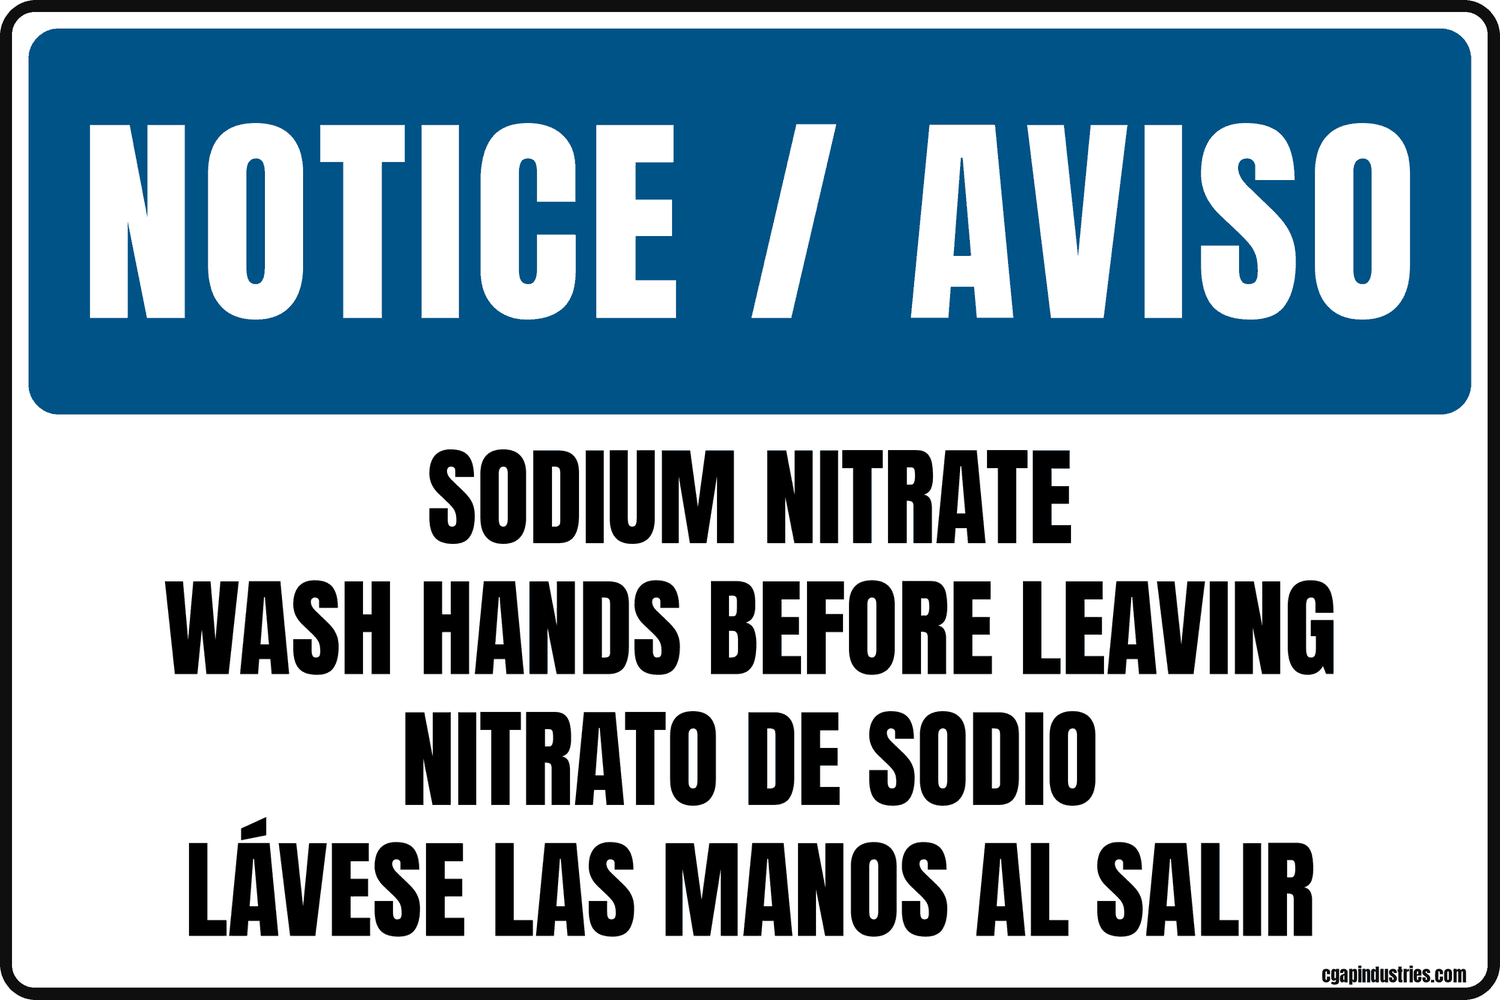 NOTICE / AVISO
SODIUM NITRATE
WASH HANDS BEFORE LEAVING
NITRATO DE SODIO
LÁVESE LAS MANOS AL SALIR
cgapindustries.com